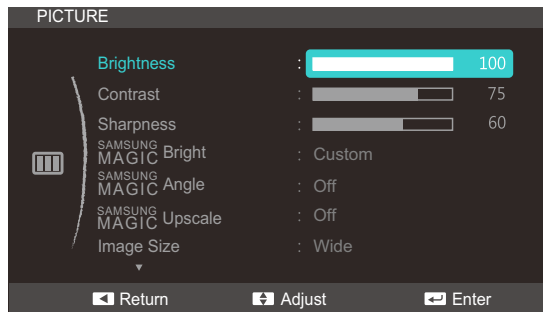 PICTURE
Brightness : 100
Contrast : 75
Sharpness : 60
SAMSUNG MAGIC Bright : Custom
SAMSUNG MAGIC Angle : Off
SAMSUNG MAGIC Upscale : Off
Image Size : Wide
Return Adjust Enter